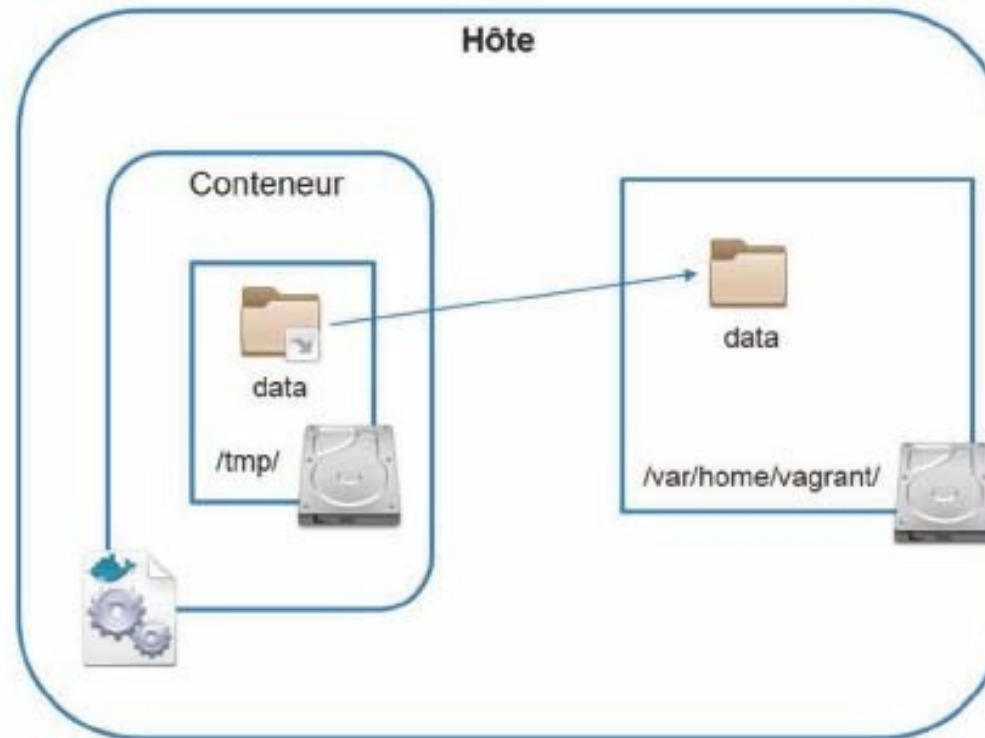 Hôte
Conteneur
data
/tmp/
data
/var/home/vagrant/